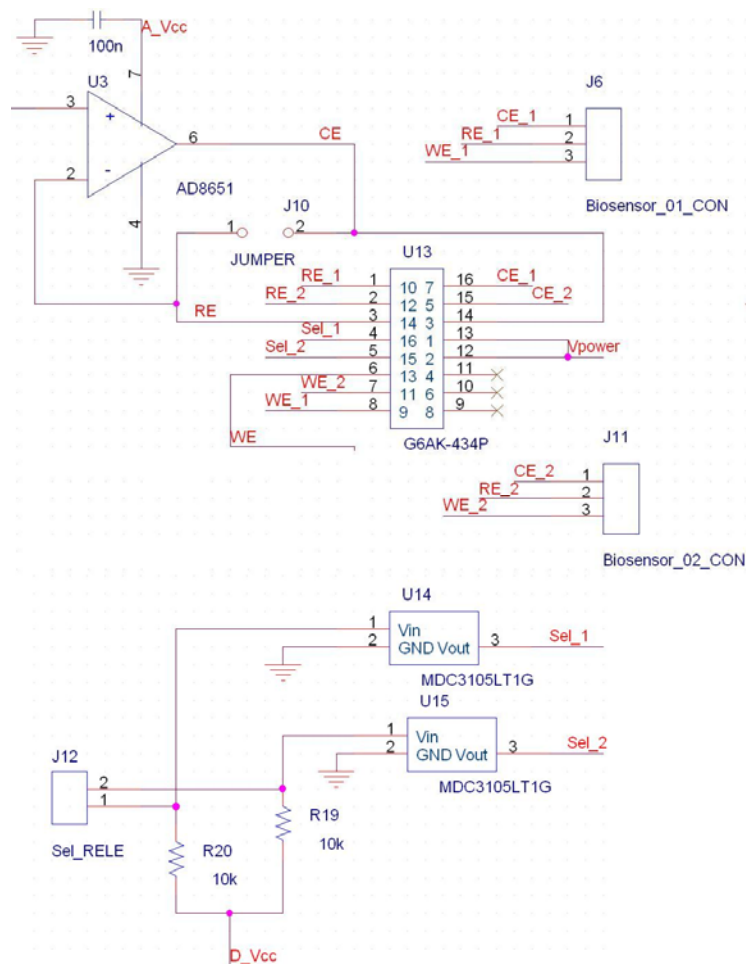 A_Vcc
100n
U3
7
3
+
6
CE
2
-
4
AD8651
J6
CE_1 1
RE_1 2
WE_1 3
Biosensor_01_CON
J10
1 2
JUMPER
U13
RE_1 1 10 7 16 CE_1
RE_2 2 12 5 15 CE_2
RE 3 14 3 14
Sel_1 4 16 1 13
Sel_2 5 15 2 12 Vpower
6 13 4 11
WE_2 7 11 6 10
WE_1 8 9 8 9
WE
G6AK-434P
J11
CE_2 1
RE_2 2
WE_2 3
Biosensor_02_CON
U14
1 Vin
2 GND Vout 3 Sel_1
MDC3105LT1G
U15
1 Vin
2 GND Vout 3 Sel_2
MDC3105LT1G
J12
2
1
Sel_RELE
R19
10k
R20
10k
D_Vcc